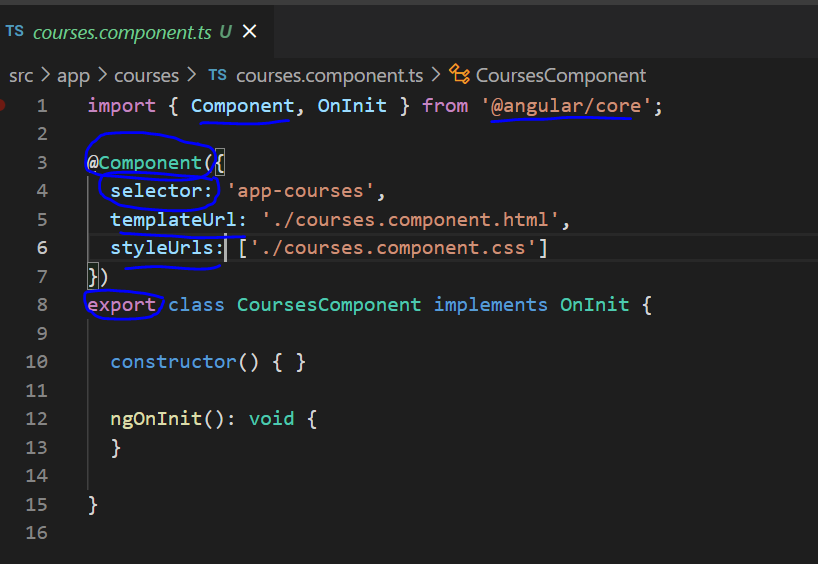 TS courses.component.ts U ×
src > app > courses > TS courses.component.ts > CoursesComponent
1 import { Component, OnInit } from '@angular/core';
2
3 @Component({
4 selector: 'app-courses',
5 templateUrl: './courses.component.html',
6 styleUrls: ['./courses.component.css']
7 })
8 export class CoursesComponent implements OnInit {
9
10 constructor() { }
11
12 ngOnInit(): void {
13 }
14
15 }
16